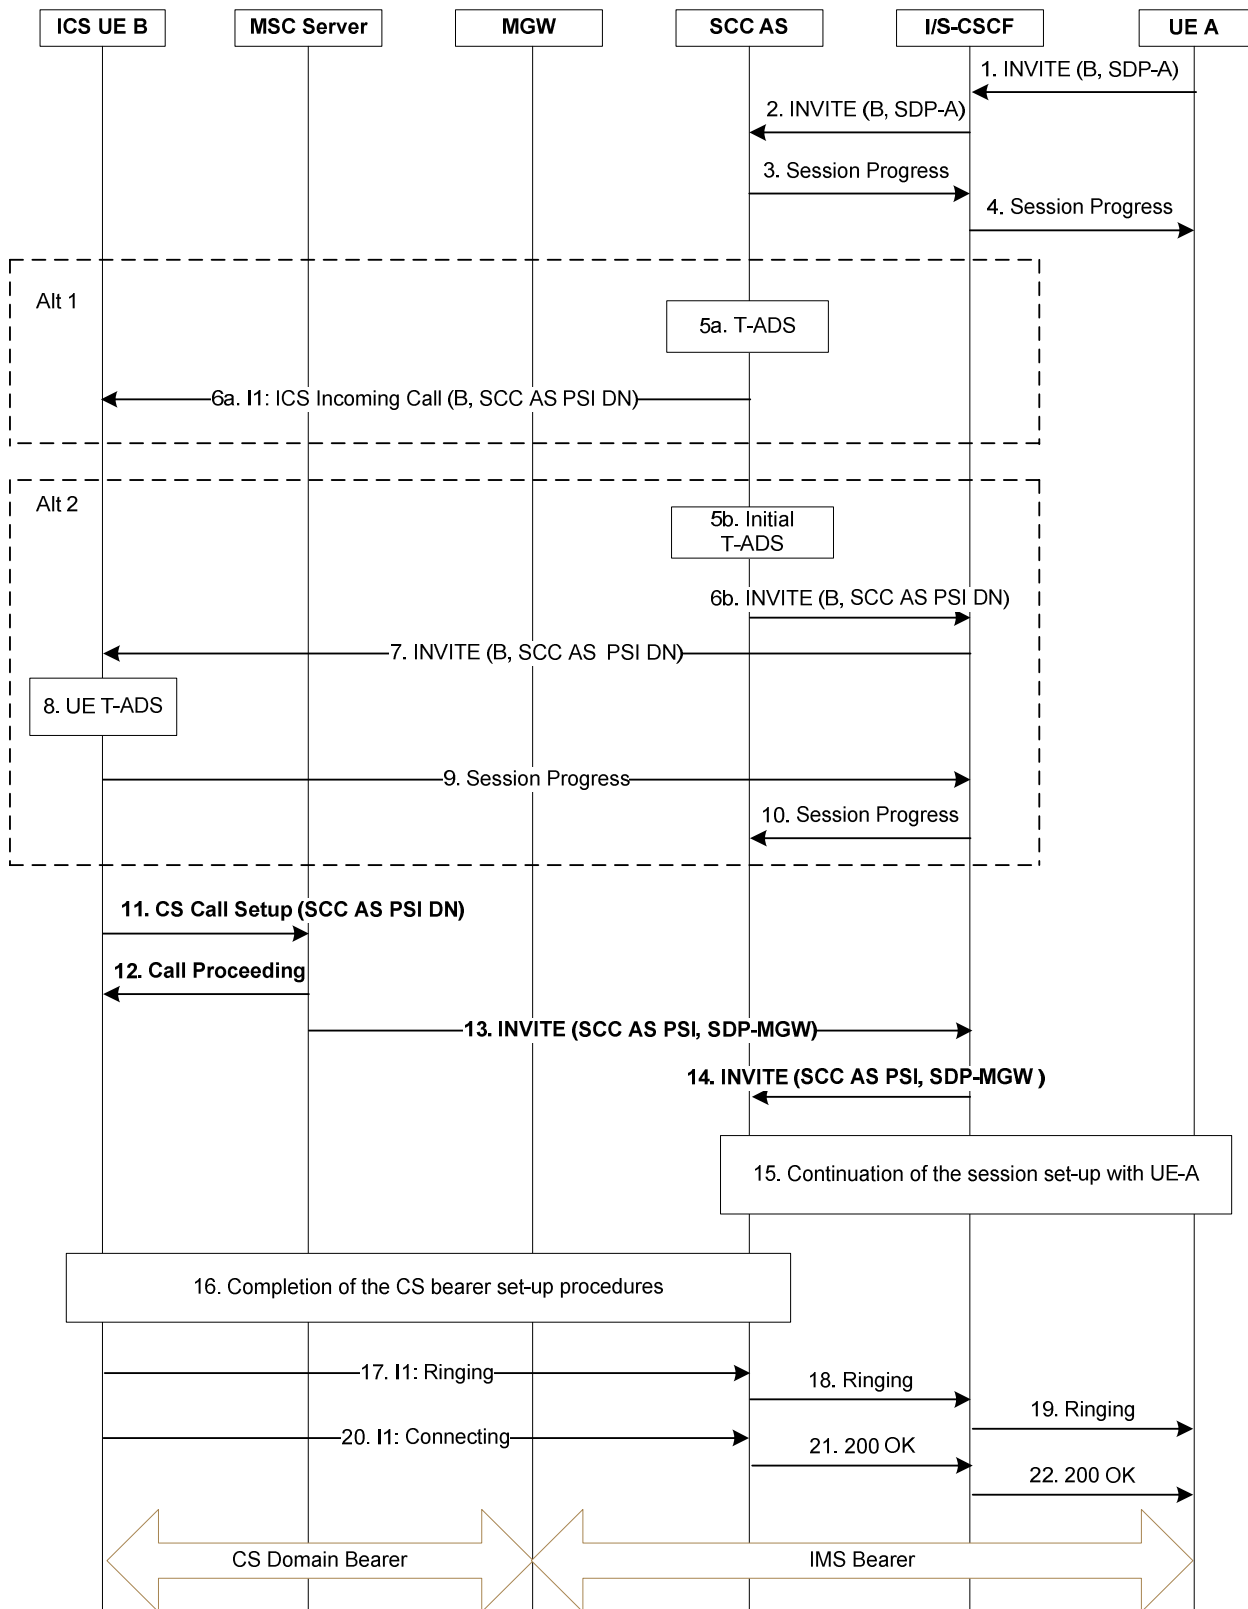 ICS UE B
MSC Server
MGW
SCC AS
I/S-CSCF
UE A
1. INVITE (B, SDP-A)
2. INVITE (B, SDP-A)
3. Session Progress
4. Session Progress
Alt 1
5a. T-ADS
6a. I1: ICS Incoming Call (B, SCC AS PSI DN)
Alt 2
5b. Initial
T-ADS
6b. INVITE (B, SCC AS PSI DN)
7. INVITE (B, SCC AS PSI DN)
8. UE T-ADS
9. Session Progress
10. Session Progress
11. CS Call Setup (SCC AS PSI DN)
12. Call Proceeding
13. INVITE (SCC AS PSI, SDP-MGW)
14. INVITE (SCC AS PSI, SDP-MGW )
15. Continuation of the session set-up with UE-A
16. Completion of the CS bearer set-up procedures
17. I1: Ringing
18. Ringing
19. Ringing
20. I1: Connecting
21. 200 OK
22. 200 OK
CS Domain Bearer
IMS Bearer